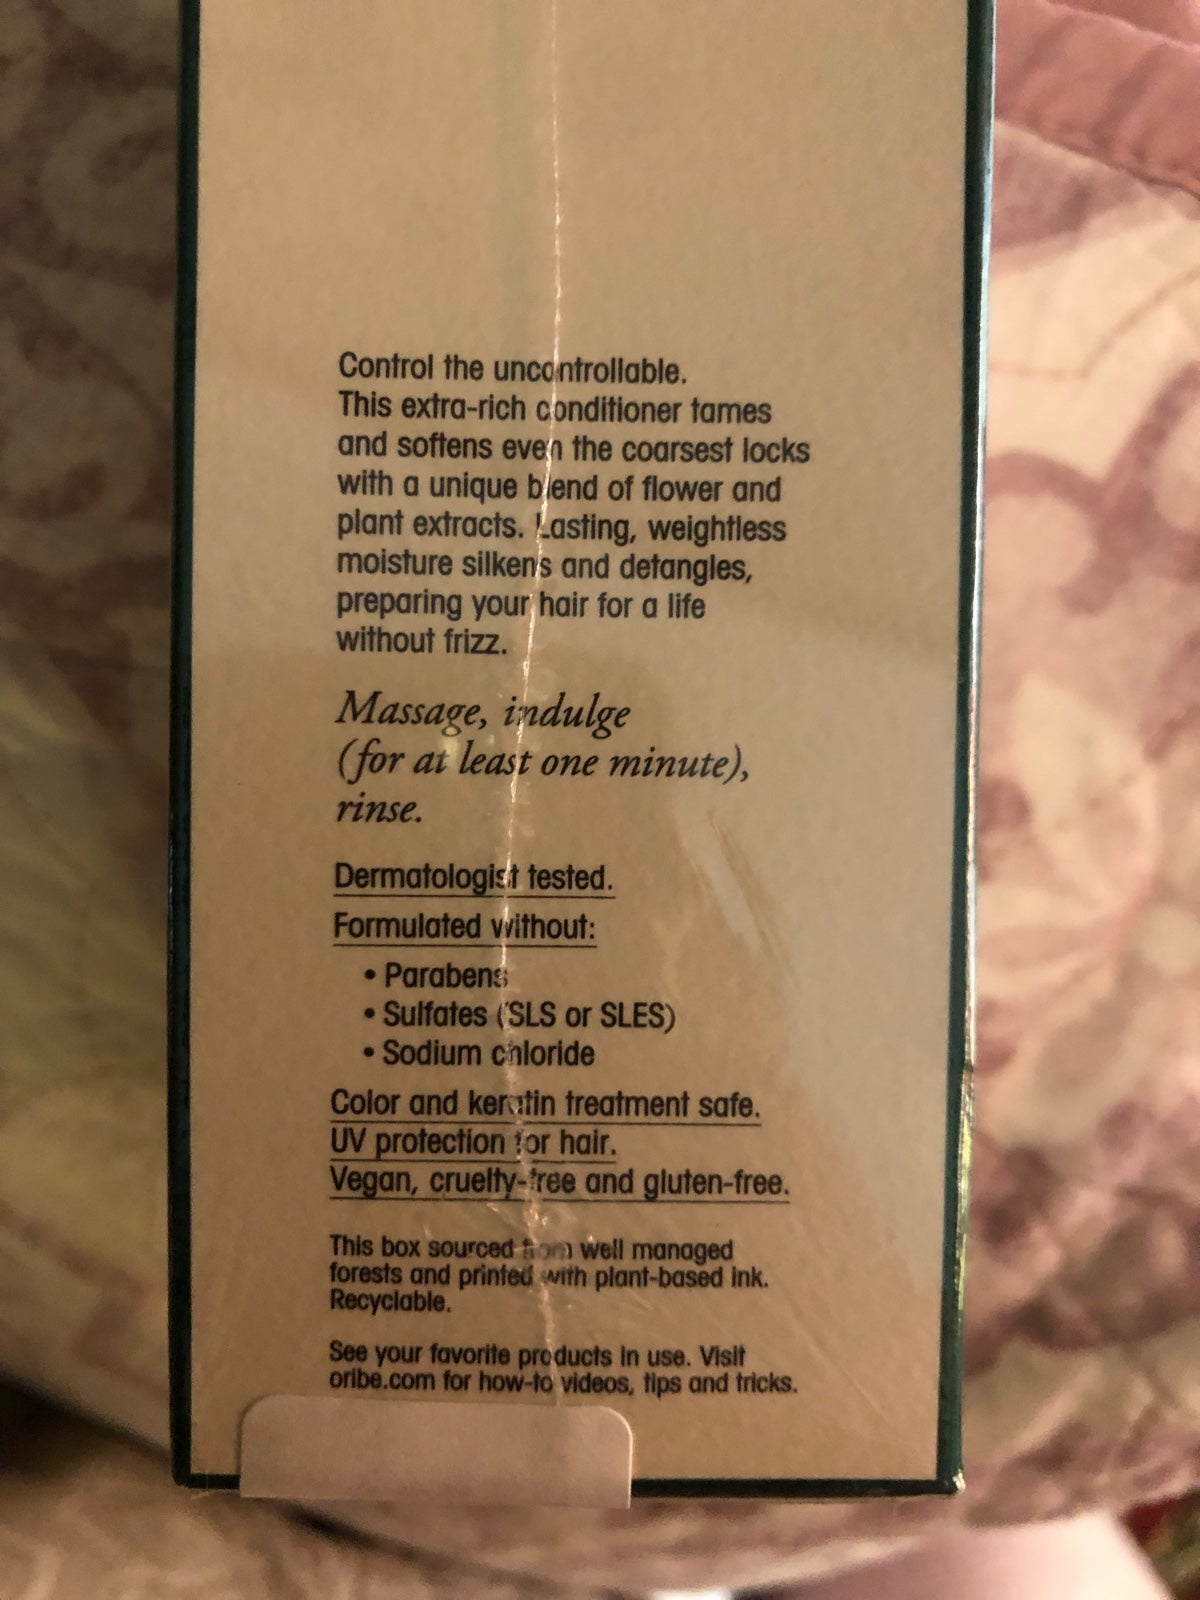 Control the uncontrollable.
This extra-rich conditioner tames
and softens even the coarsest locks
with a unique blend of flower and
plant extracts. Lasting, weightless
moisture silkens and detangles,
preparing your hair for a life
without frizz.
Massage, indulge
(for at least one minute),
rinse.
Dermatologist tested.
Formulated without:
• Parabens
• Sulfates (SLS or SLES)
• Sodium chloride
Color and keratin treatment safe.
UV protection for hair.
Vegan, cruelty-free and gluten-free.
This box sourced from well managed
forests and printed with plant-based ink.
Recyclable.
See your favorite products in use. Visit
oribe.com for how-to videos, tips and tricks.